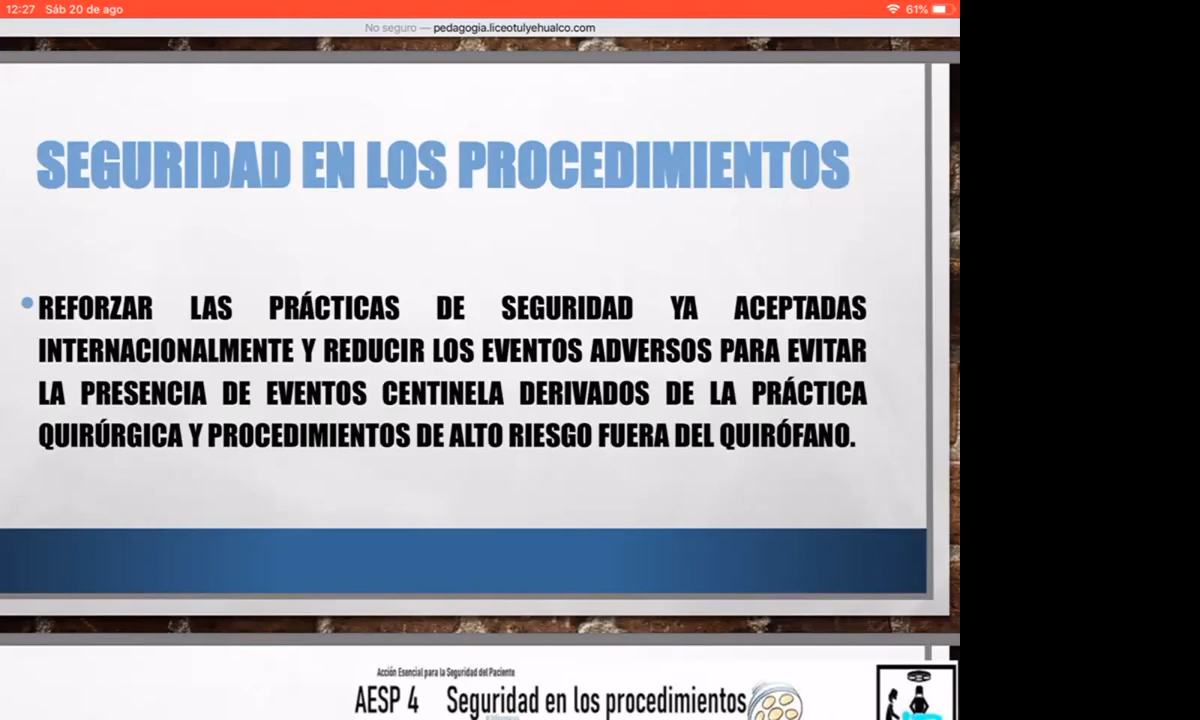 12:27 Sáb 20 de ago
61%
No seguro — pedagogia.liceotulyehualco.com
SEGURIDAD EN LOS PROCEDIMIENTOS
• REFORZAR LAS PRÁCTICAS DE SEGURIDAD YA ACEPTADAS
INTERNACIONALMENTE Y REDUCIR LOS EVENTOS ADVERSOS PARA EVITAR
LA PRESENCIA DE EVENTOS CENTINELA DERIVADOS DE LA PRÁCTICA
QUIRÚRGICA Y PROCEDIMIENTOS DE ALTO RIESGO FUERA DEL QUIRÓFANO.
Acción Esencial para la Seguridad del Paciente
AESP 4 Seguridad en los procedimientos